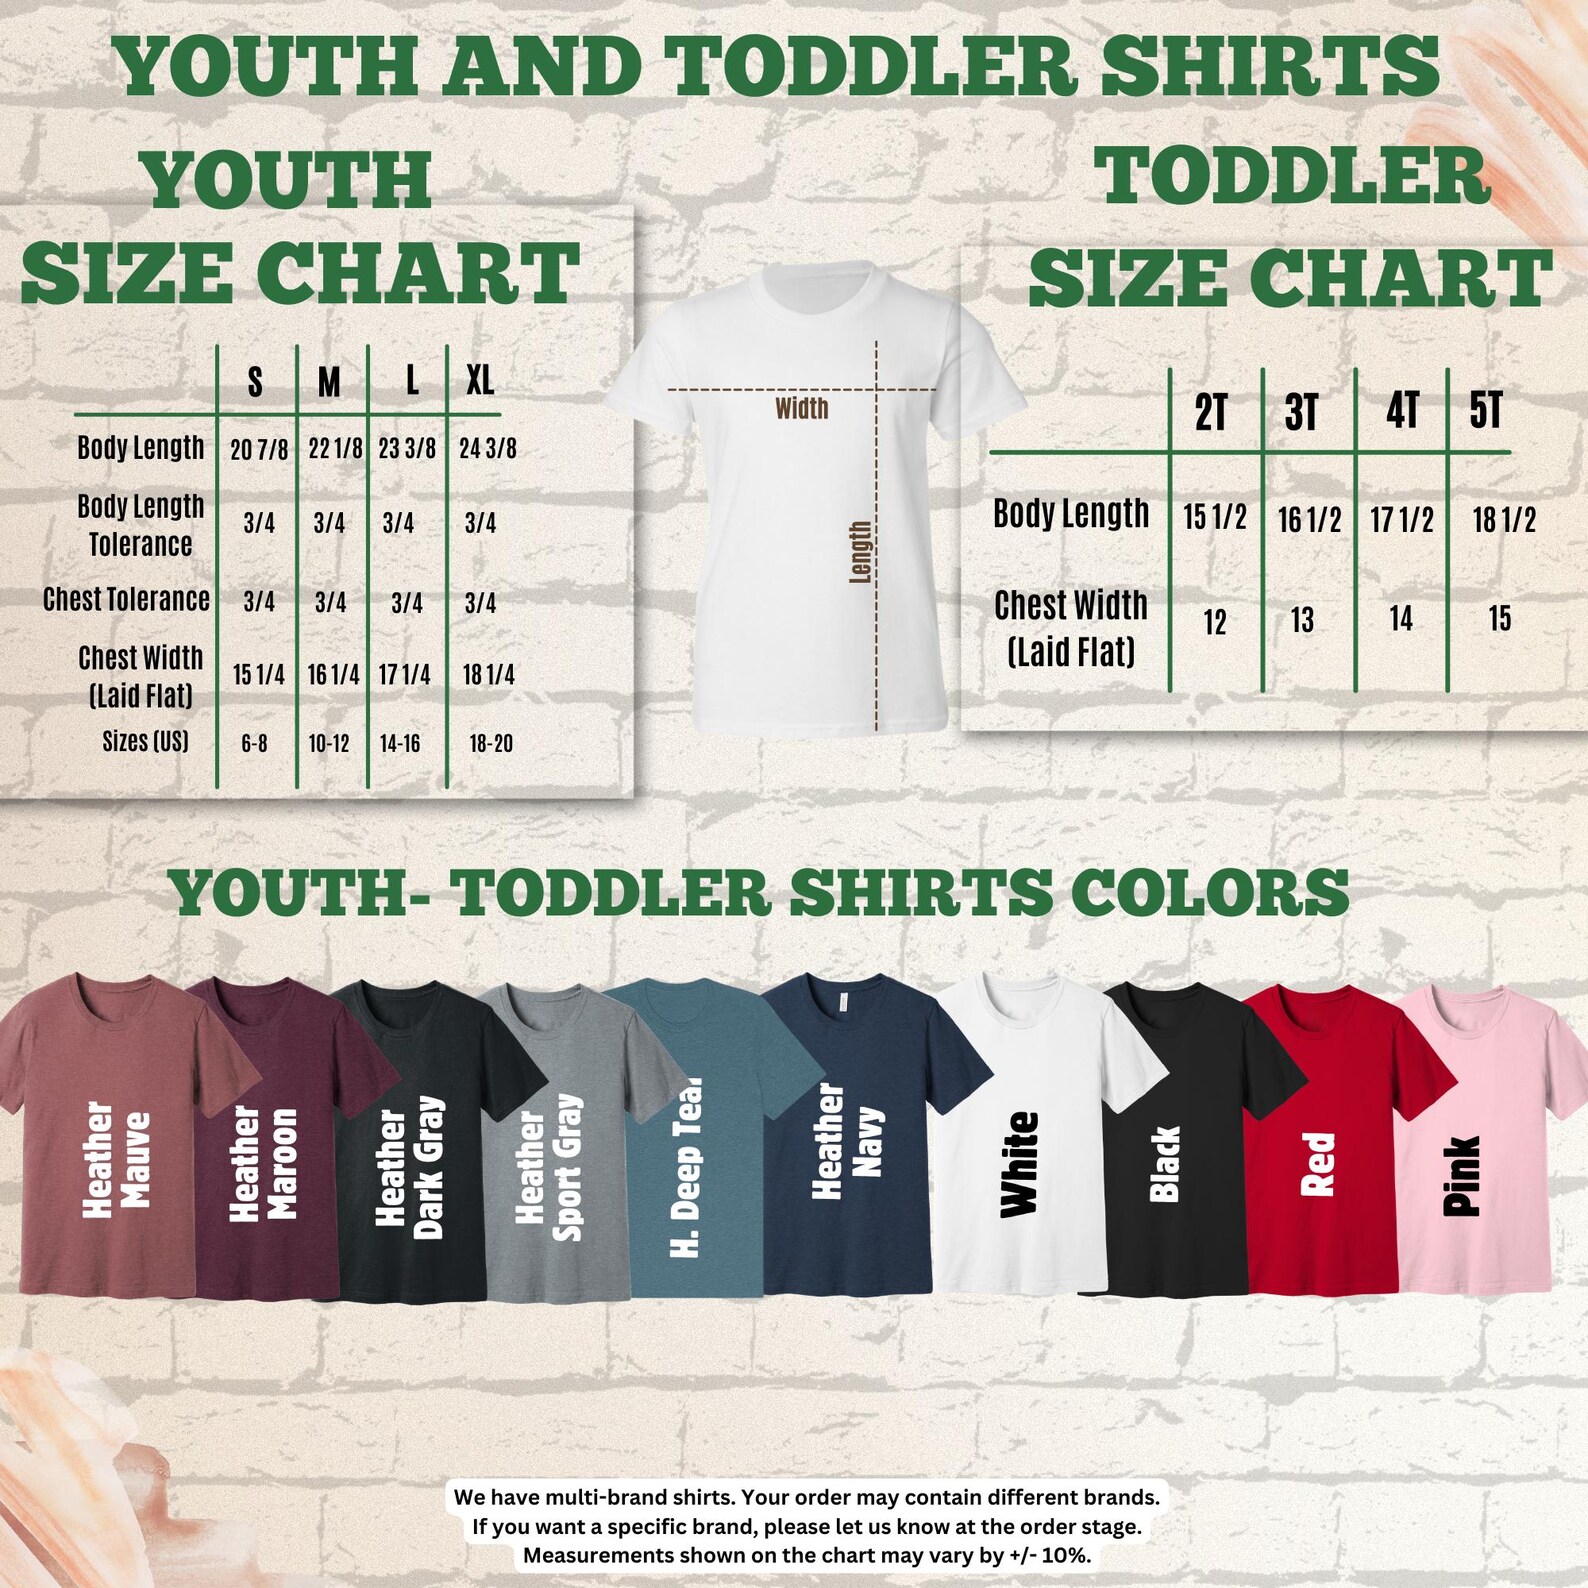 YOUTH AND TODDLER SHIRTS
YOUTH
SIZE CHART
S M L XL
Body Length 20 7/8 22 1/8 23 3/8 24 3/8
Body Length
Tolerance 3/4 3/4 3/4 3/4
Chest Tolerance 3/4 3/4 3/4 3/4
Chest Width
(Laid Flat) 15 1/4 16 1/4 17 1/4 18 1/4
Sizes (US) 6-8 10-12 14-16 18-20
Width
Length
TODDLER
SIZE CHART
2T 3T 4T 5T
Body Length 15 1/2 16 1/2 17 1/2 18 1/2
Chest Width
(Laid Flat) 12 13 14 15
YOUTH- TODDLER SHIRTS COLORS
Heather
Mauve
Heather
Maroon
Heather
Dark Gray
Heather
Sport Gray
H. Deep Teal
Heather
Navy
White
Black
Red
Pink
We have multi-brand shirts. Your order may contain different brands.
If you want a specific brand, please let us know at the order stage.
Measurements shown on the chart may vary by +/- 10%.